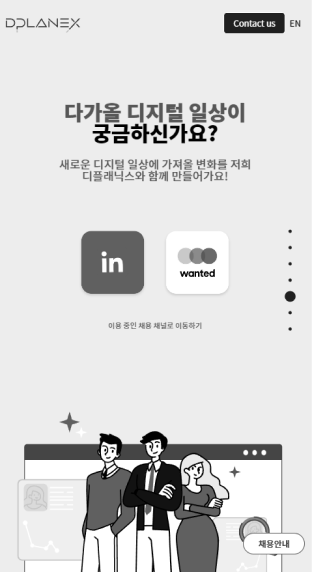 DPLANEX
Contact us EN
다가올 디지털 일상이
궁금하신가요?
새로운 디지털 일상에 가져올 변화를 저희
디플래닉스와 함께 만들어가요!
in
wanted
이용 중인 채용 채널로 이동하기
채용안내